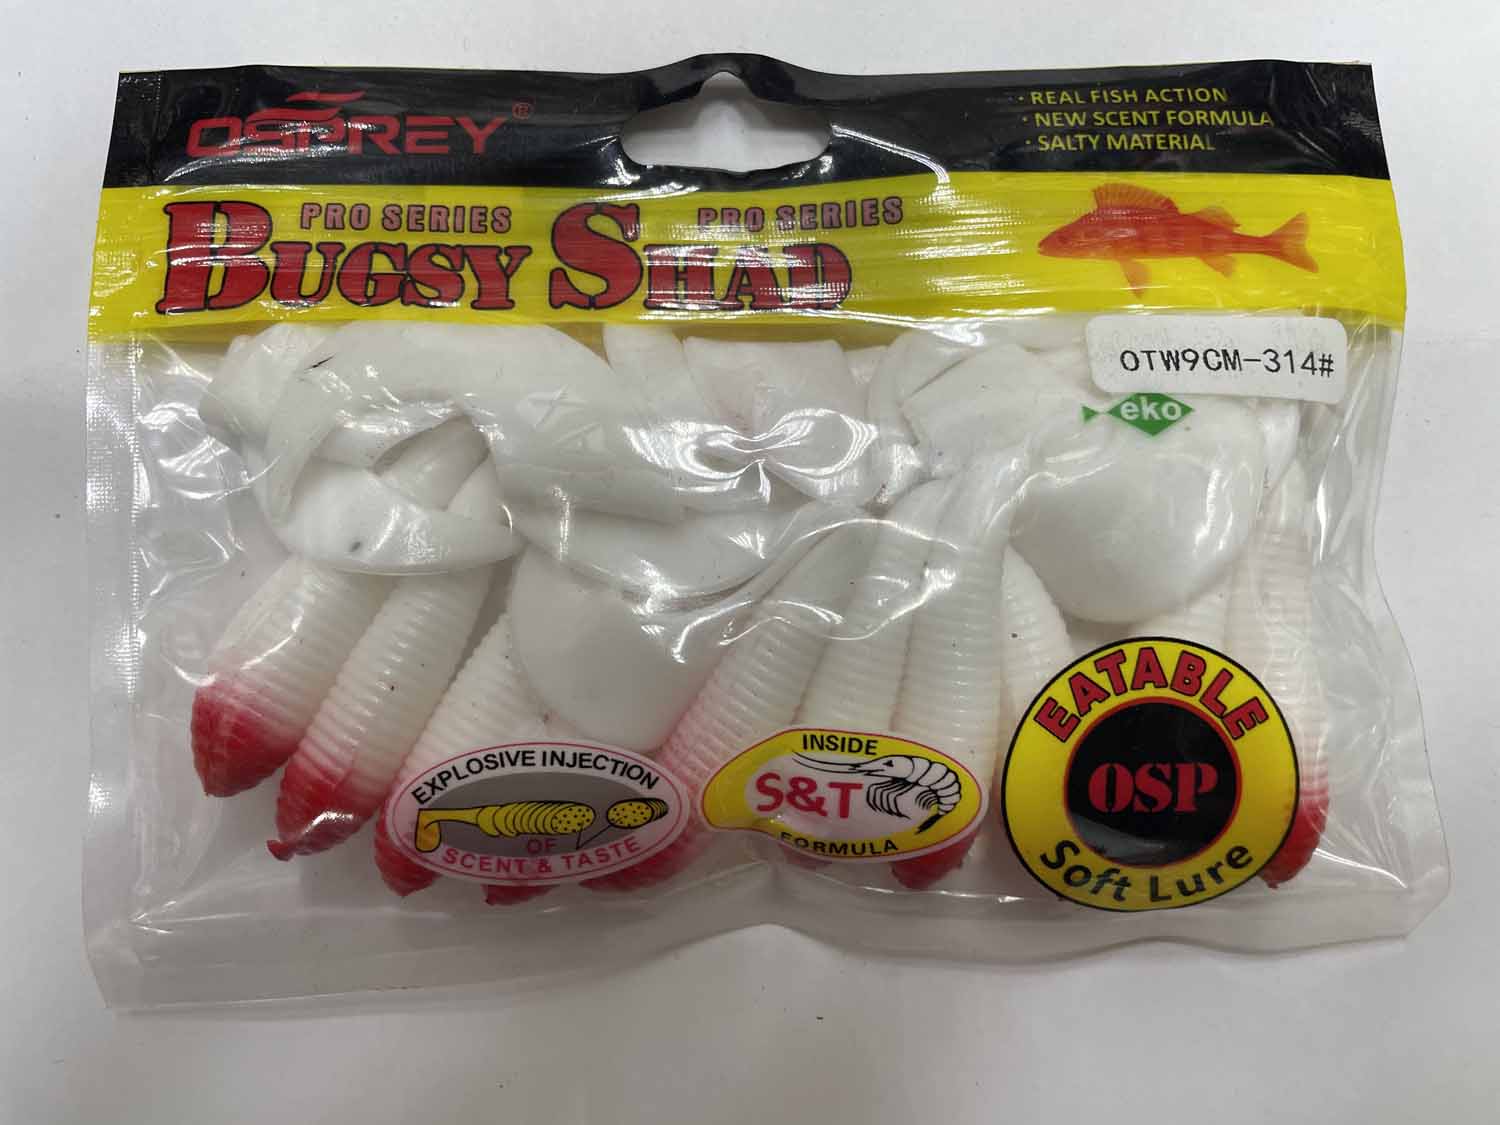 OSPREY®
· REAL FISH ACTION
· NEW SCENT FORMULA
· SALTY MATERIAL
PRO SERIES PRO SERIES
BUGSY SHAD
OTW9CM-314#
eko
EXPLOSIVE INJECTION
OF
SCENT & TASTE
INSIDE
S&T
FORMULA
EATABLE
OSP
Soft Lure